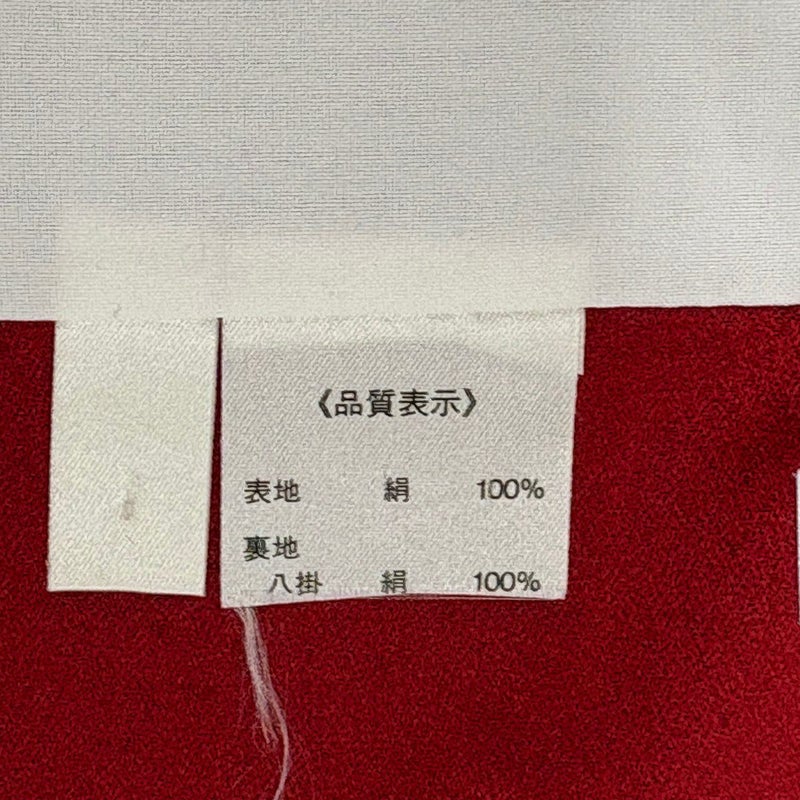 《品質表示》
表地 絹 100%
裏地
八掛 絹 100%